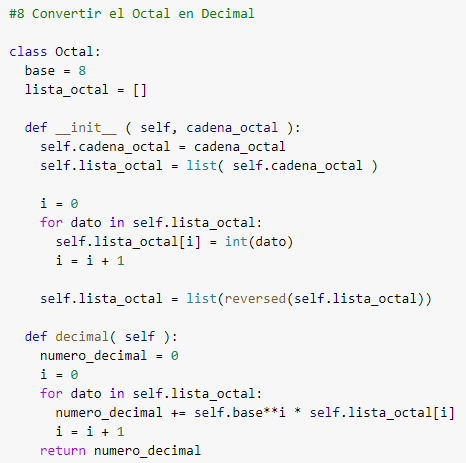 #8 Convertir el Octal en Decimal

class Octal:
  base = 8
  lista_octal = []

  def __init__ ( self, cadena_octal ):
    self.cadena_octal = cadena_octal
    self.lista_octal = list( self.cadena_octal )

    i = 0
    for dato in self.lista_octal:
      self.lista_octal[i] = int(dato)
      i = i + 1

    self.lista_octal = list(reversed(self.lista_octal))

  def decimal( self ):
    numero_decimal = 0
    i = 0
    for dato in self.lista_octal:
      numero_decimal += self.base**i * self.lista_octal[i]
      i = i + 1
    return numero_decimal